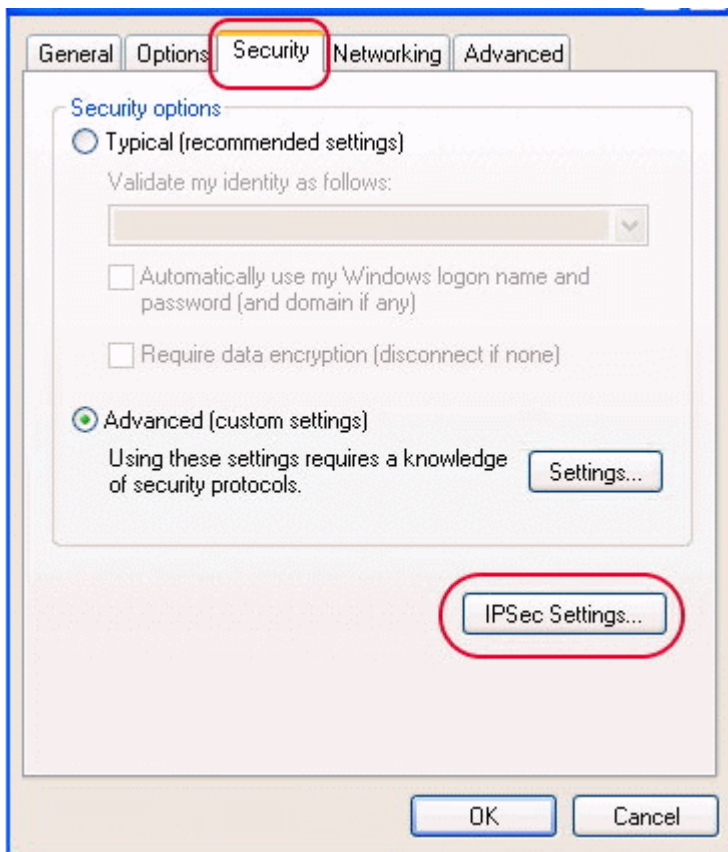 General Options Security Networking Advanced
Security options
Typical (recommended settings)
Validate my identity as follows:
Automatically use my Windows logon name and
password (and domain if any)
Require data encryption (disconnect if none)
Advanced (custom settings)
Using these settings requires a knowledge
of security protocols.
Settings...
IPSec Settings...
OK Cancel